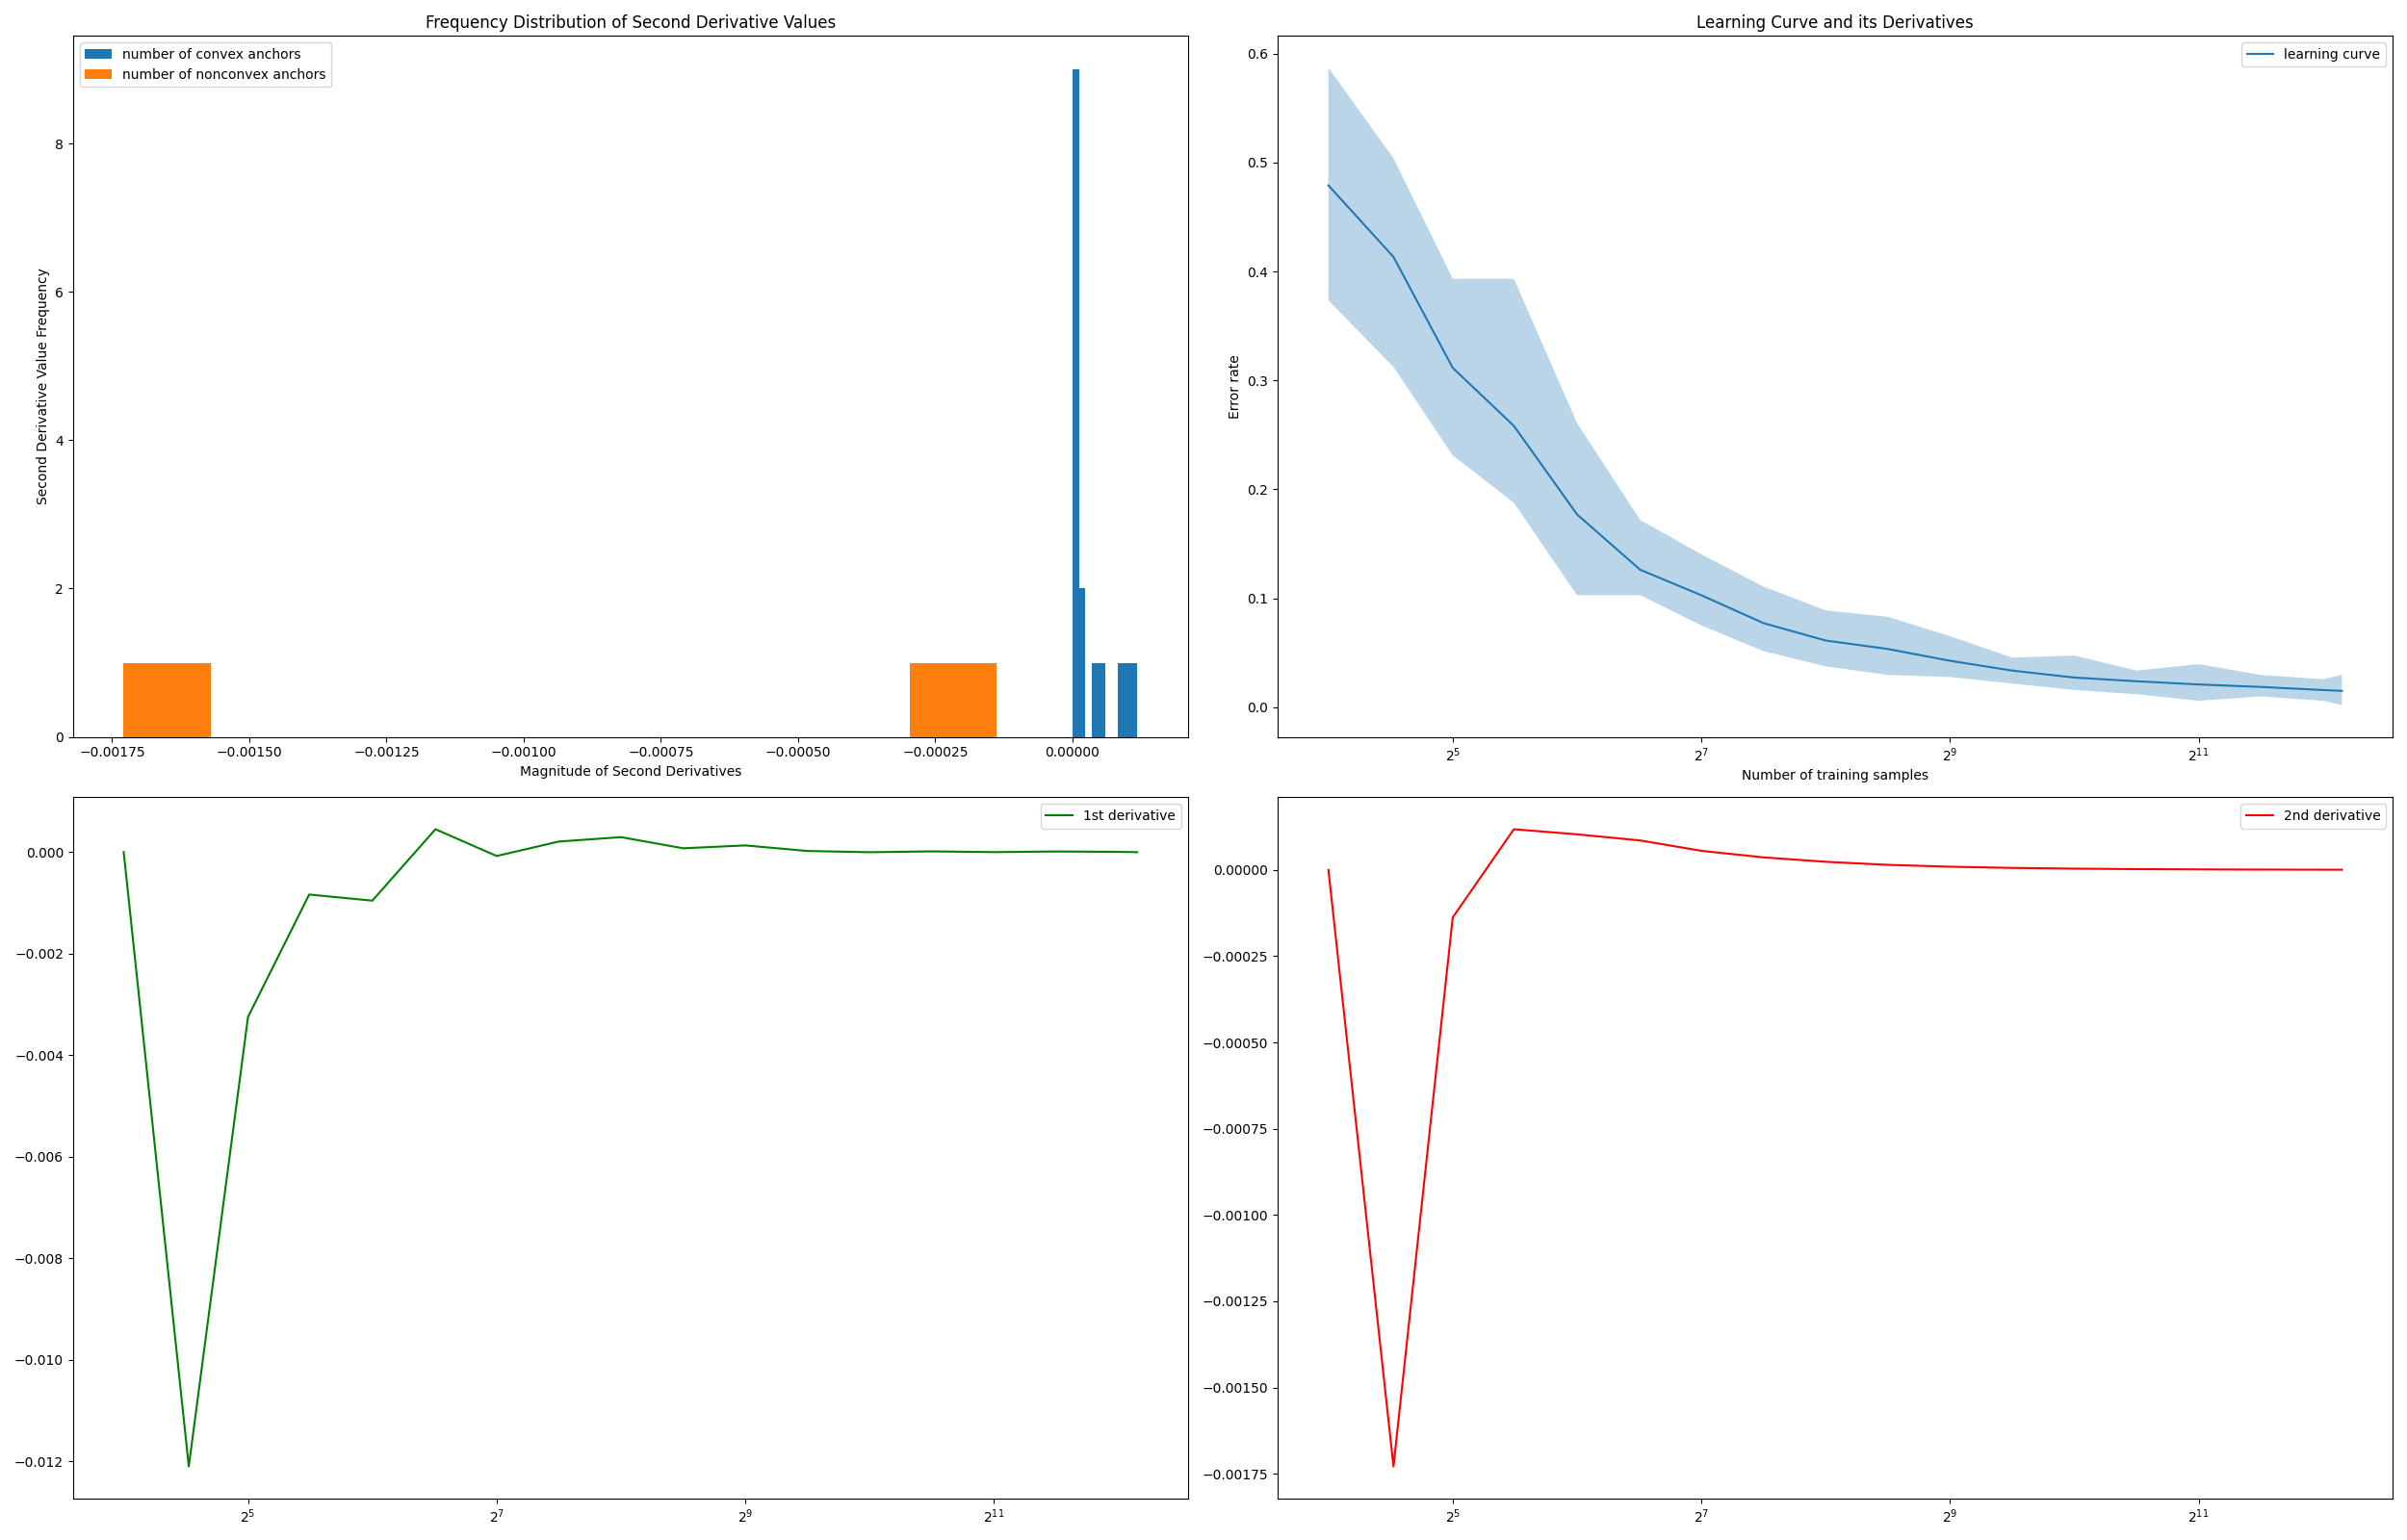 Frequency Distribution of Second Derivative Values
number of convex anchors
number of nonconvex anchors
Second Derivative Value Frequency
8
6
4
2
0
−0.00175 −0.00150 −0.00125 −0.00100 −0.00075 −0.00050 −0.00025 0.00000
Magnitude of Second Derivatives
Learning Curve and its Derivatives
learning curve
Error rate
0.6
0.5
0.4
0.3
0.2
0.1
0.0
2^5 2^7 2^9 2^11
Number of training samples
1st derivative
0.000
−0.002
−0.004
−0.006
−0.008
−0.010
−0.012
2^5 2^7 2^9 2^11
2nd derivative
0.00000
−0.00025
−0.00050
−0.00075
−0.00100
−0.00125
−0.00150
−0.00175
2^5 2^7 2^9 2^11